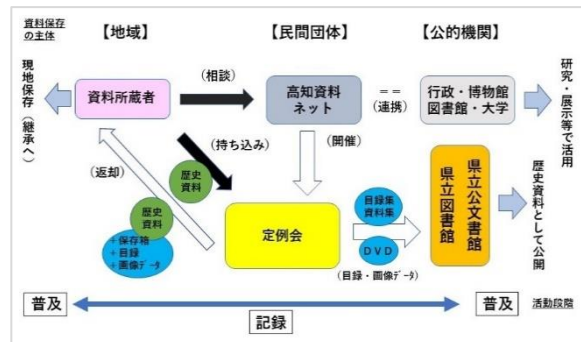 資料保存
の主体
【地域】
【民間団体】
【公的機関】
現地保存（継承へ）
資料所蔵者
（相談）
高知資料
ネット
＝＝
（連携）
行政・博物館
図書館・大学
研究・展示等で活用
（持ち込み）
（開催）
（返却）
歴史
資料
歴史
資料
＋保存箱
＋目録
＋画像データ
定例会
目録集
資料集
DVD
（目録・画像データ）
県立公文書館
県立図書館
歴史資料として公開
普及
記録
普及
活動段階